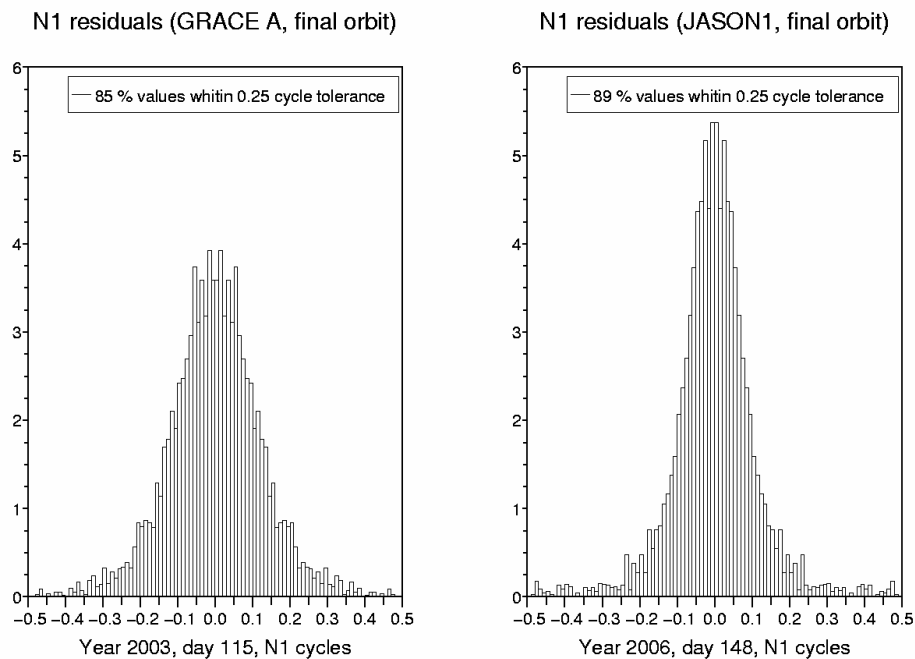 N1 residuals (GRACE A, final orbit)
6
5
4
3
2
1
0
85 % values whitin 0.25 cycle tolerance
−0.5 −0.4 −0.3 −0.2 −0.1 0.0 0.1 0.2 0.3 0.4 0.5
Year 2003, day 115, N1 cycles
N1 residuals (JASON1, final orbit)
6
5
4
3
2
1
0
89 % values whitin 0.25 cycle tolerance
−0.5 −0.4 −0.3 −0.2 −0.1 0.0 0.1 0.2 0.3 0.4 0.5
Year 2006, day 148, N1 cycles